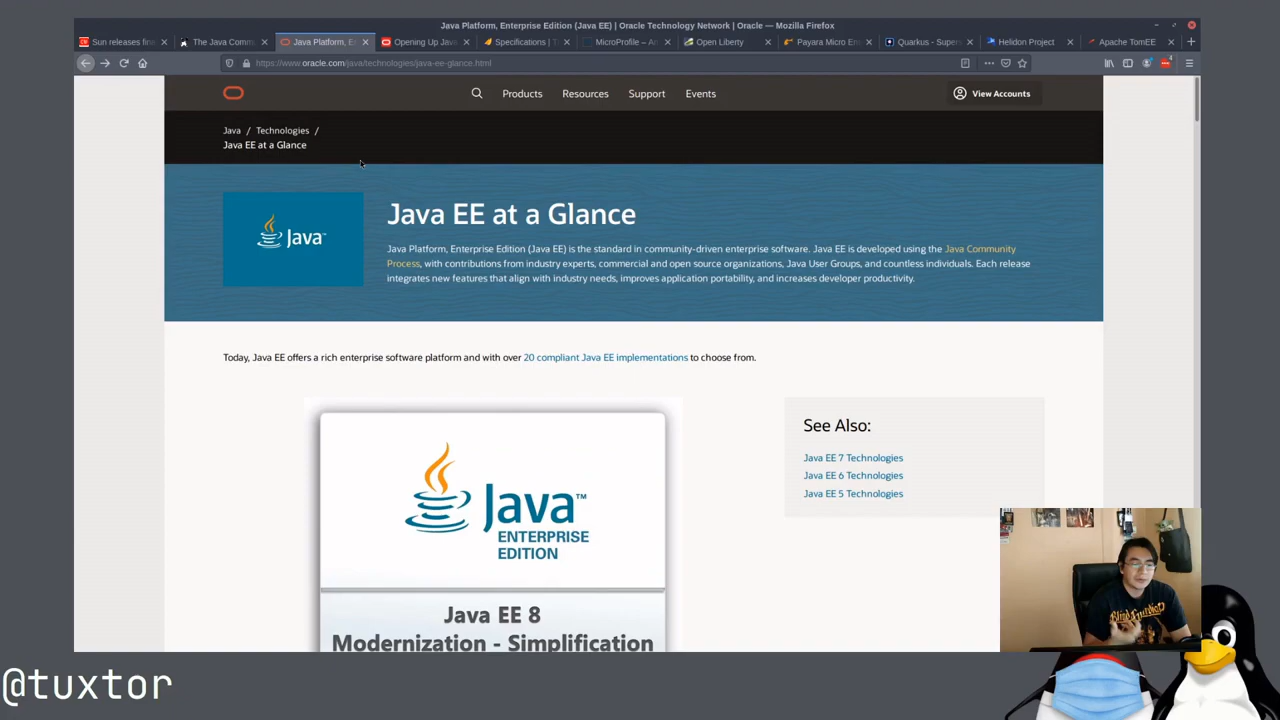 Java Platform, Enterprise Edition (Java EE) | Oracle Technology Network | Oracle — Mozilla Firefox
Sun releases fin
The Java Comm
Java Platform, E
Opening Up Java
Specifications | T
MicroProfile –
Open Liberty
Payara Micro En
Quarkus - Supers
Helidon Project
Apache TomEE
https://www.oracle.com/java/technologies/java-ee-glance.html
Products Resources Support Events
View Accounts
Java / Technologies /
Java EE at a Glance
Java
Java EE at a Glance
Java Platform, Enterprise Edition (Java EE) is the standard in community-driven enterprise software. Java EE is developed using the Java Community
Process, with contributions from industry experts, commercial and open source organizations, Java User Groups, and countless individuals. Each release
integrates new features that align with industry needs, improves application portability, and increases developer productivity.
Today, Java EE offers a rich enterprise software platform and with over 20 compliant Java EE implementations to choose from.
Java™
ENTERPRISE
EDITION
Java EE 8
Modernization - Simplification
See Also:
Java EE 7 Technologies
Java EE 6 Technologies
Java EE 5 Technologies
@tuxtor